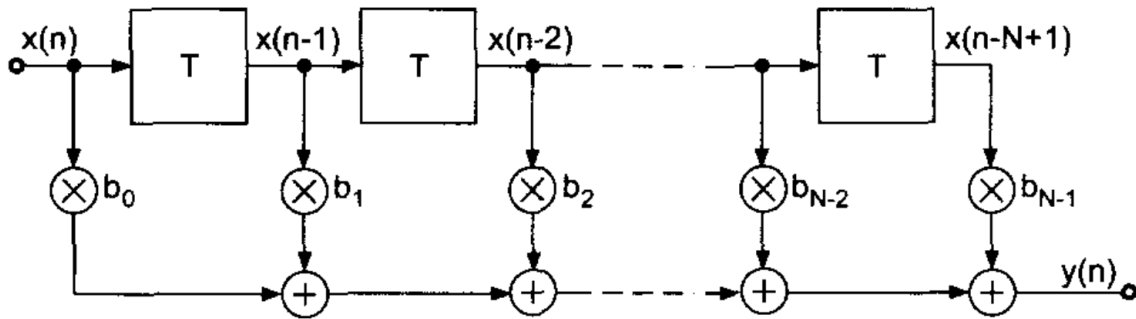 x(n) x(n-1) x(n-2) x(n-N+1)
T T T
b₀ b₁ b₂ bN-2 bN-1
y(n)